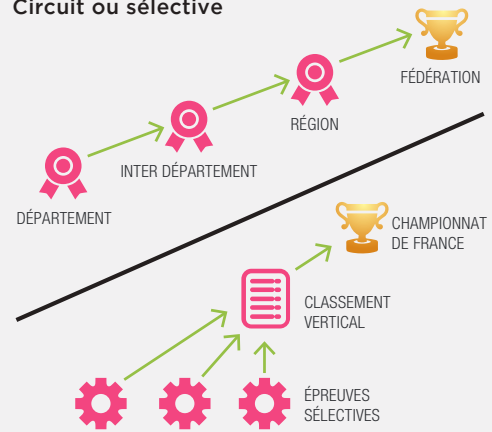 Circuit ou sélective
FÉDÉRATION
RÉGION
INTER DÉPARTEMENT
DÉPARTEMENT
CHAMPIONNAT
DE FRANCE
CLASSEMENT
VERTICAL
ÉPREUVES
SÉLECTIVES